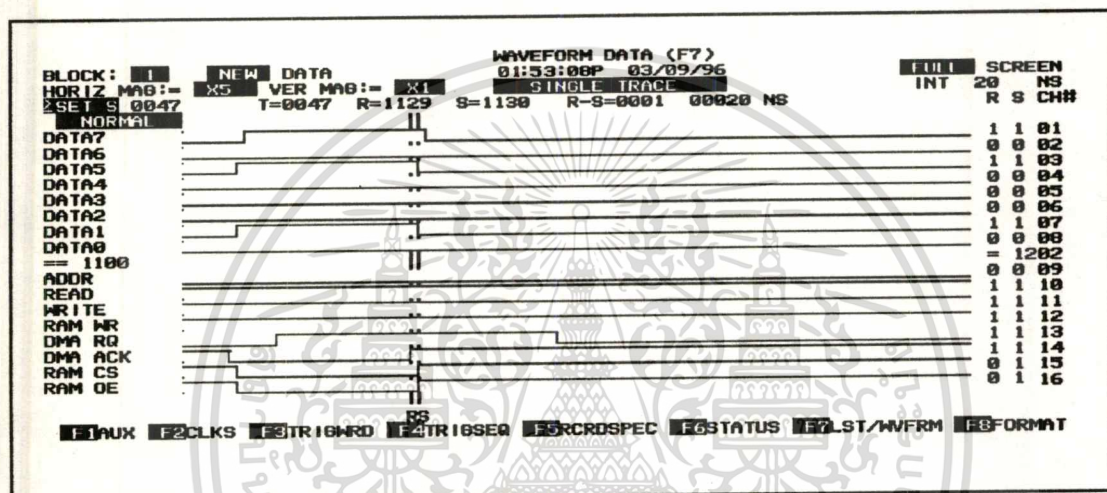 WAVEFORM DATA (F7)
BLOCK: 1 NEW DATA 01:53:08P 03/09/96 FULL SCREEN
HORIZ MAG:= X5 VER MAG:= X1 SINGLE TRACE INT 20 NS
2SET S 0047 T=0047 R=1129 S=1130 R-S=0001 00020 NS R S CH#
NORMAL
DATA7 1 1 01
DATA6 0 0 02
DATA5 1 1 03
DATA4 0 0 04
DATA3 0 0 05
DATA2 0 0 06
DATA1 1 1 07
DATA0 0 0 08
== 1100 = 1202
ADDR 0 0 09
READ 1 1 10
WRITE 1 1 11
RAM WR 1 1 12
DMA RQ 1 1 13
DMA ACK 1 1 14
RAM CS 0 1 15
RAM OE 0 1 16
RS
F1AUX F2CLKS F3TRIGWRD F4TRIGSEQ F5RCRDSPEC F6STATUS F7LST/WVFRM F8FORMAT